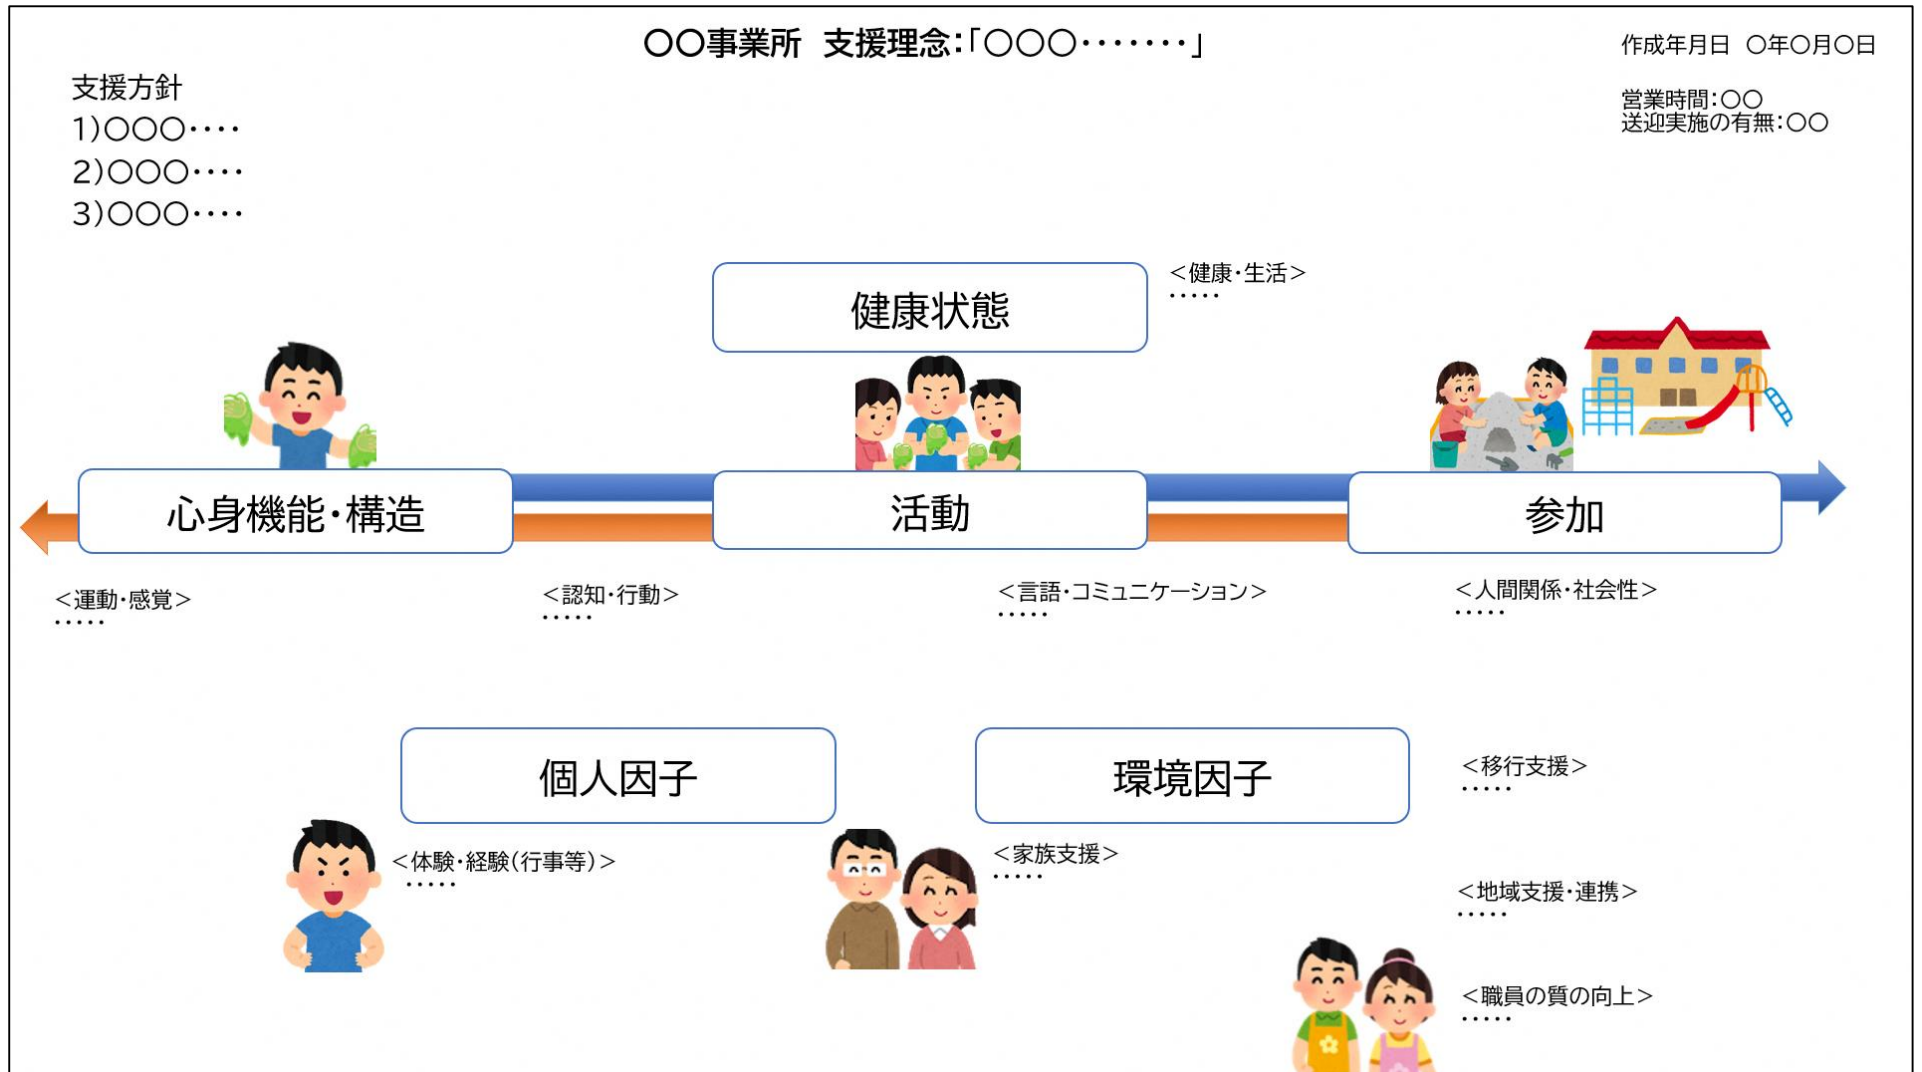 〇〇事業所 支援理念:「〇〇〇・・・・・・・」
作成年月日 〇年〇月〇日
支援方針
1)〇〇〇・・・・
2)〇〇〇・・・・
3)〇〇〇・・・・
営業時間:〇〇
送迎実施の有無:〇〇
健康状態
<健康・生活>
・・・・・
心身機能・構造
活動
参加
<運動・感覚>
・・・・・
<認知・行動>
・・・・・
<言語・コミュニケーション>
・・・・・
<人間関係・社会性>
・・・・・
個人因子
環境因子
<体験・経験(行事等)>
・・・・・
<家族支援>
・・・・・
<移行支援>
・・・・・
<地域支援・連携>
・・・・・
<職員の質の向上>
・・・・・